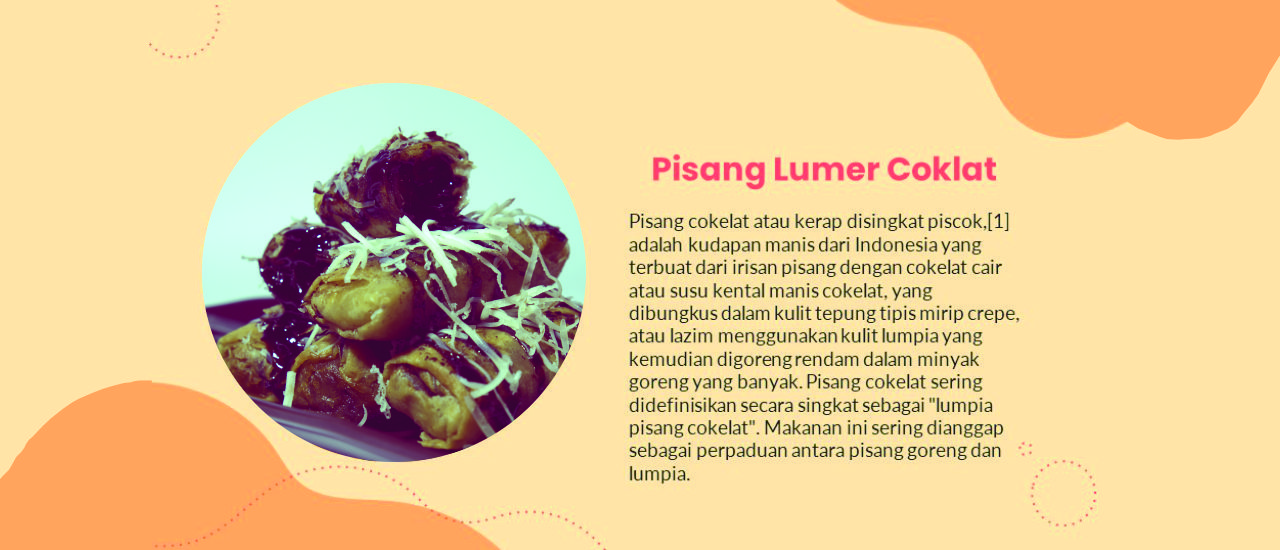 Pisang Lumer Coklat
Pisang cokelat atau kerap disingkat piscok,[1]
adalah kudapan manis dari Indonesia yang
terbuat dari irisan pisang dengan cokelat cair
atau susu kental manis cokelat, yang
dibungkus dalam kulit tepung tipis mirip crepe,
atau lazim menggunakan kulit lumpia yang
kemudian digoreng rendam dalam minyak
goreng yang banyak. Pisang cokelat sering
didefinisikan secara singkat sebagai "lumpia
pisang cokelat". Makanan ini sering dianggap
sebagai perpaduan antara pisang goreng dan
lumpia.